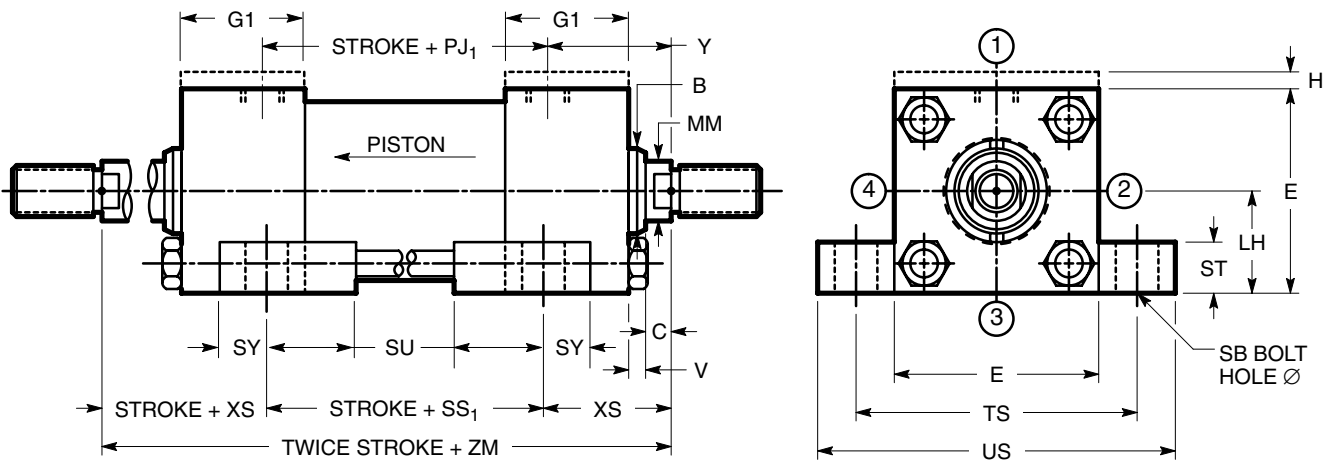 G1
G1
STROKE + PJ₁
Y
B
MM
PISTON
SY
SU
SY
C
V
STROKE + XS
STROKE + SS₁
XS
TWICE STROKE + ZM
1
H
4
2
E
LH
ST
3
SB BOLT
HOLE ∅
E
TS
US